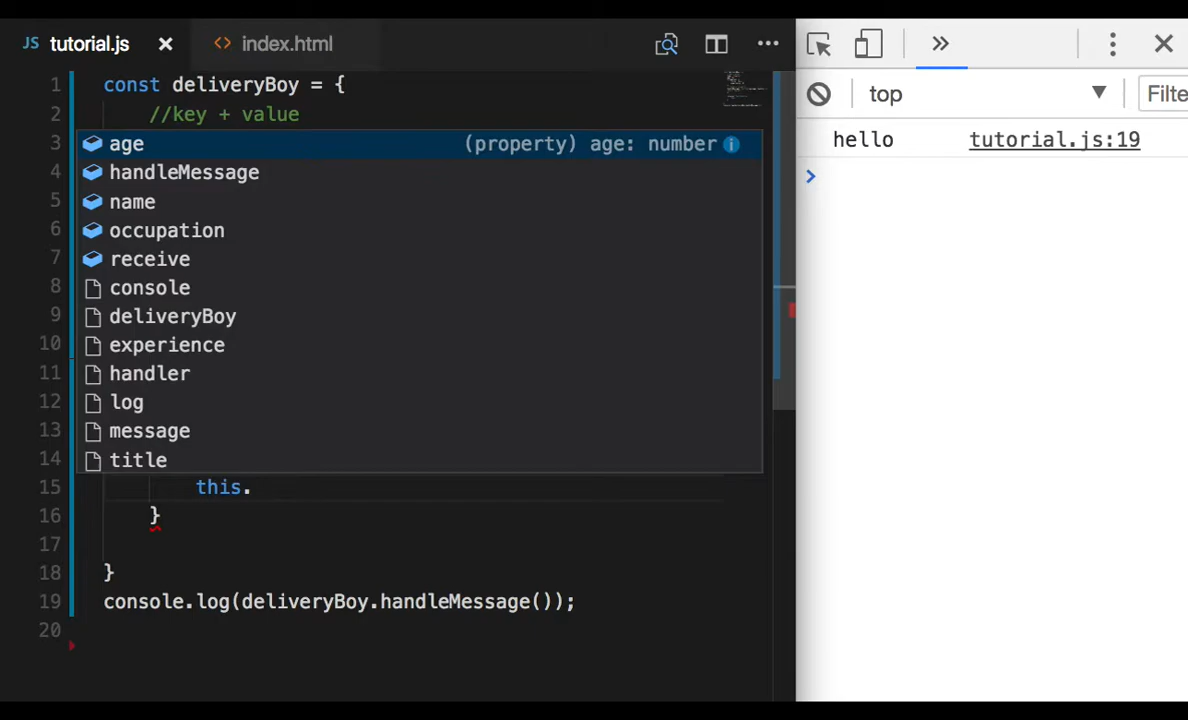 JS tutorial.js × <> index.html
1 const deliveryBoy = {
2 //key + value
3 age (property) age: number
4 handleMessage
5 name
6 occupation
7 receive
8 console
9 deliveryBoy
10 experience
11 handler
12 log
13 message
14 title
15 this.
16 }
17
18 }
19 console.log(deliveryBoy.handleMessage());
20
top Filte
hello tutorial.js:19